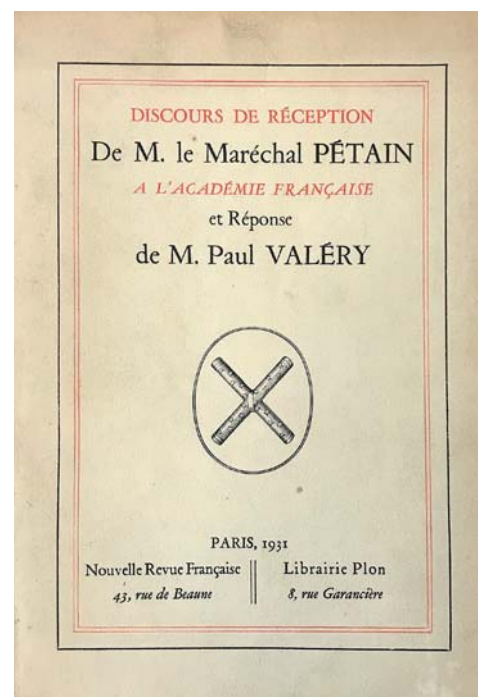 DISCOURS DE RÉCEPTION
De M. le Maréchal PÉTAIN
A L'ACADÉMIE FRANÇAISE
et Réponse
de M. Paul VALÉRY
PARIS, 1931
Nouvelle Revue Française
43, rue de Beaune
Librairie Plon
8, rue Garancière